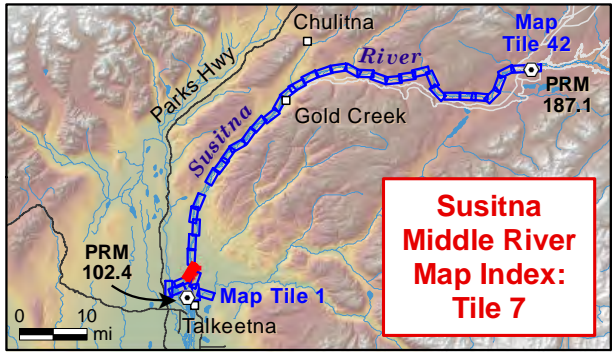 Chulitna
Map
Tile 42
River
Parks Hwy
PRM
187.1
Gold Creek
Susitna
Susitna
Middle River
Map Index:
Tile 7
PRM
102.4
Map Tile 1
0 10
mi
Talkeetna